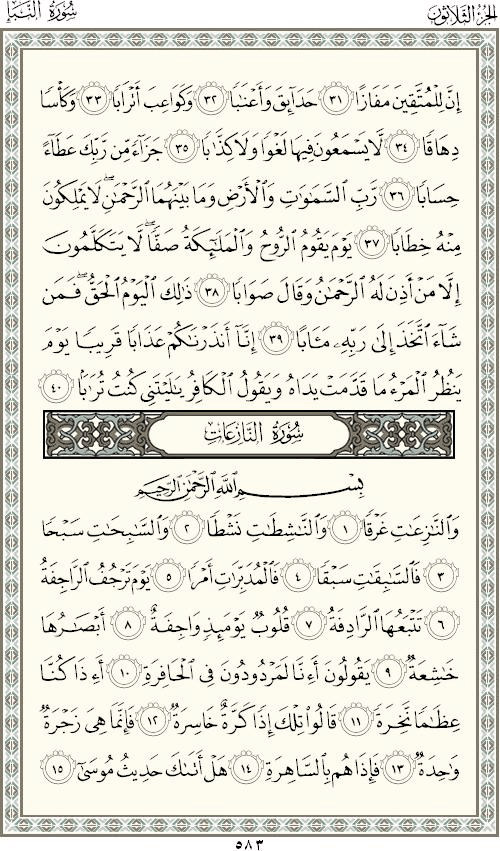 الجزء الثلاثون
سورة النبإ
إِنَّ لِلْمُتَّقِينَ مَفَازًا ٣١ حَدَآئِقَ وَأَعْنَٰبًا ٣٢ وَكَوَاعِبَ أَتْرَابًا ٣٣ وَكَأْسًا
دِهَاقًا ٣٤ لَّا يَسْمَعُونَ فِيهَا لَغْوًا وَلَا كِذَّٰبًا ٣٥ جَزَآءً مِّن رَّبِّكَ عَطَآءً
حِسَابًا ٣٦ رَّبِّ ٱلسَّمَٰوَٰتِ وَٱلْأَرْضِ وَمَا بَيْنَهُمَا ٱلرَّحْمَٰنِ ۖ لَا يَمْلِكُونَ
مِنْهُ خِطَابًا ٣٧ يَوْمَ يَقُومُ ٱلرُّوحُ وَٱلْمَلَٰٓئِكَةُ صَفًّا ۖ لَّا يَتَكَلَّمُونَ
إِلَّا مَنْ أَذِنَ لَهُ ٱلرَّحْمَٰنُ وَقَالَ صَوَابًا ٣٨ ذَٰلِكَ ٱلْيَوْمُ ٱلْحَقُّ ۖ فَمَن
شَآءَ ٱتَّخَذَ إِلَىٰ رَبِّهِۦ مَـَٔابًا ٣٩ إِنَّآ أَنذَرْنَٰكُمْ عَذَابًا قَرِيبًا يَوْمَ
يَنظُرُ ٱلْمَرْءُ مَا قَدَّمَتْ يَدَاهُ وَيَقُولُ ٱلْكَافِرُ يَٰلَيْتَنِى كُنتُ تُرَٰبًۢا ٤٠
سورة النازعات
بِسْمِ ٱللَّهِ ٱلرَّحْمَٰنِ ٱلرَّحِيمِ
وَٱلنَّٰزِعَٰتِ غَرْقًا ١ وَٱلنَّٰشِطَٰتِ نَشْطًا ٢ وَٱلسَّٰبِحَٰتِ سَبْحًا
٣ فَٱلسَّٰبِقَٰتِ سَبْقًا ٤ فَٱلْمُدَبِّرَٰتِ أَمْرًا ٥ يَوْمَ تَرْجُفُ ٱلرَّاجِفَةُ
٦ تَتْبَعُهَا ٱلرَّادِفَةُ ٧ قُلُوبٌ يَوْمَئِذٍ وَاجِفَةٌ ٨ أَبْصَٰرُهَا
خَٰشِعَةٌ ٩ يَقُولُونَ أَءِنَّا لَمَرْدُودُونَ فِى ٱلْحَافِرَةِ ١٠ أَءِذَا كُنَّا
عِظَٰمًا نَّخِرَةً ١١ قَالُوا۟ تِلْكَ إِذًا كَرَّةٌ خَاسِرَةٌ ١٢ فَإِنَّمَا هِىَ زَجْرَةٌ
وَٰحِدَةٌ ١٣ فَإِذَا هُم بِٱلسَّاهِرَةِ ١٤ هَلْ أَتَىٰكَ حَدِيثُ مُوسَىٰٓ ١٥
٥٨٣